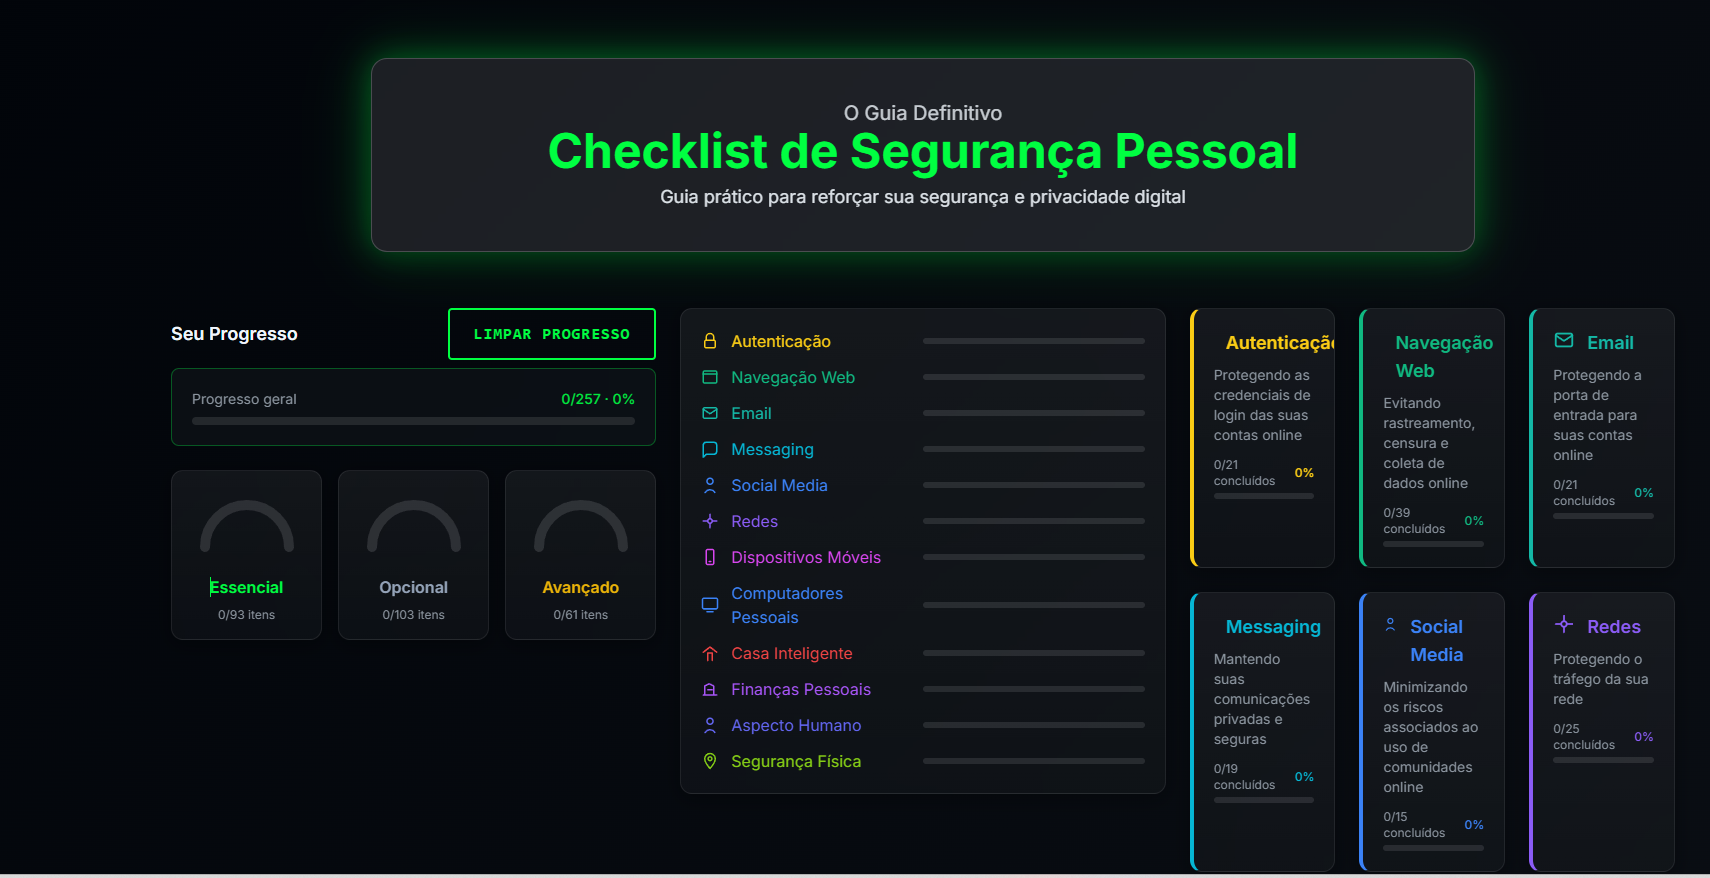 O Guia Definitivo
Checklist de Segurança Pessoal
Guia prático para reforçar sua segurança e privacidade digital
Seu Progresso
LIMPAR PROGRESSO
Progresso geral
0/257 · 0%
Essencial
0/93 itens
Opcional
0/103 itens
Avançado
0/61 itens
Autenticação
Navegação Web
Email
Messaging
Social Media
Redes
Dispositivos Móveis
Computadores
Pessoais
Casa Inteligente
Finanças Pessoais
Aspecto Humano
Segurança Física
Autenticação
Protegendo as
credenciais de
login das suas
contas online
0/21
concluídos
0%
Navegação
Web
Evitando
rastreamento,
censura e
coleta de
dados online
0/39
concluídos
0%
Email
Protegendo a
porta de
entrada para
suas contas
online
0/21
concluídos
0%
Messaging
Mantendo
suas
comunicações
privadas e
seguras
0/19
concluídos
0%
Social
Media
Minimizando
os riscos
associados ao
uso de
comunidades
online
0/15
concluídos
0%
Redes
Protegendo o
tráfego da sua
rede
0/25
concluídos
0%